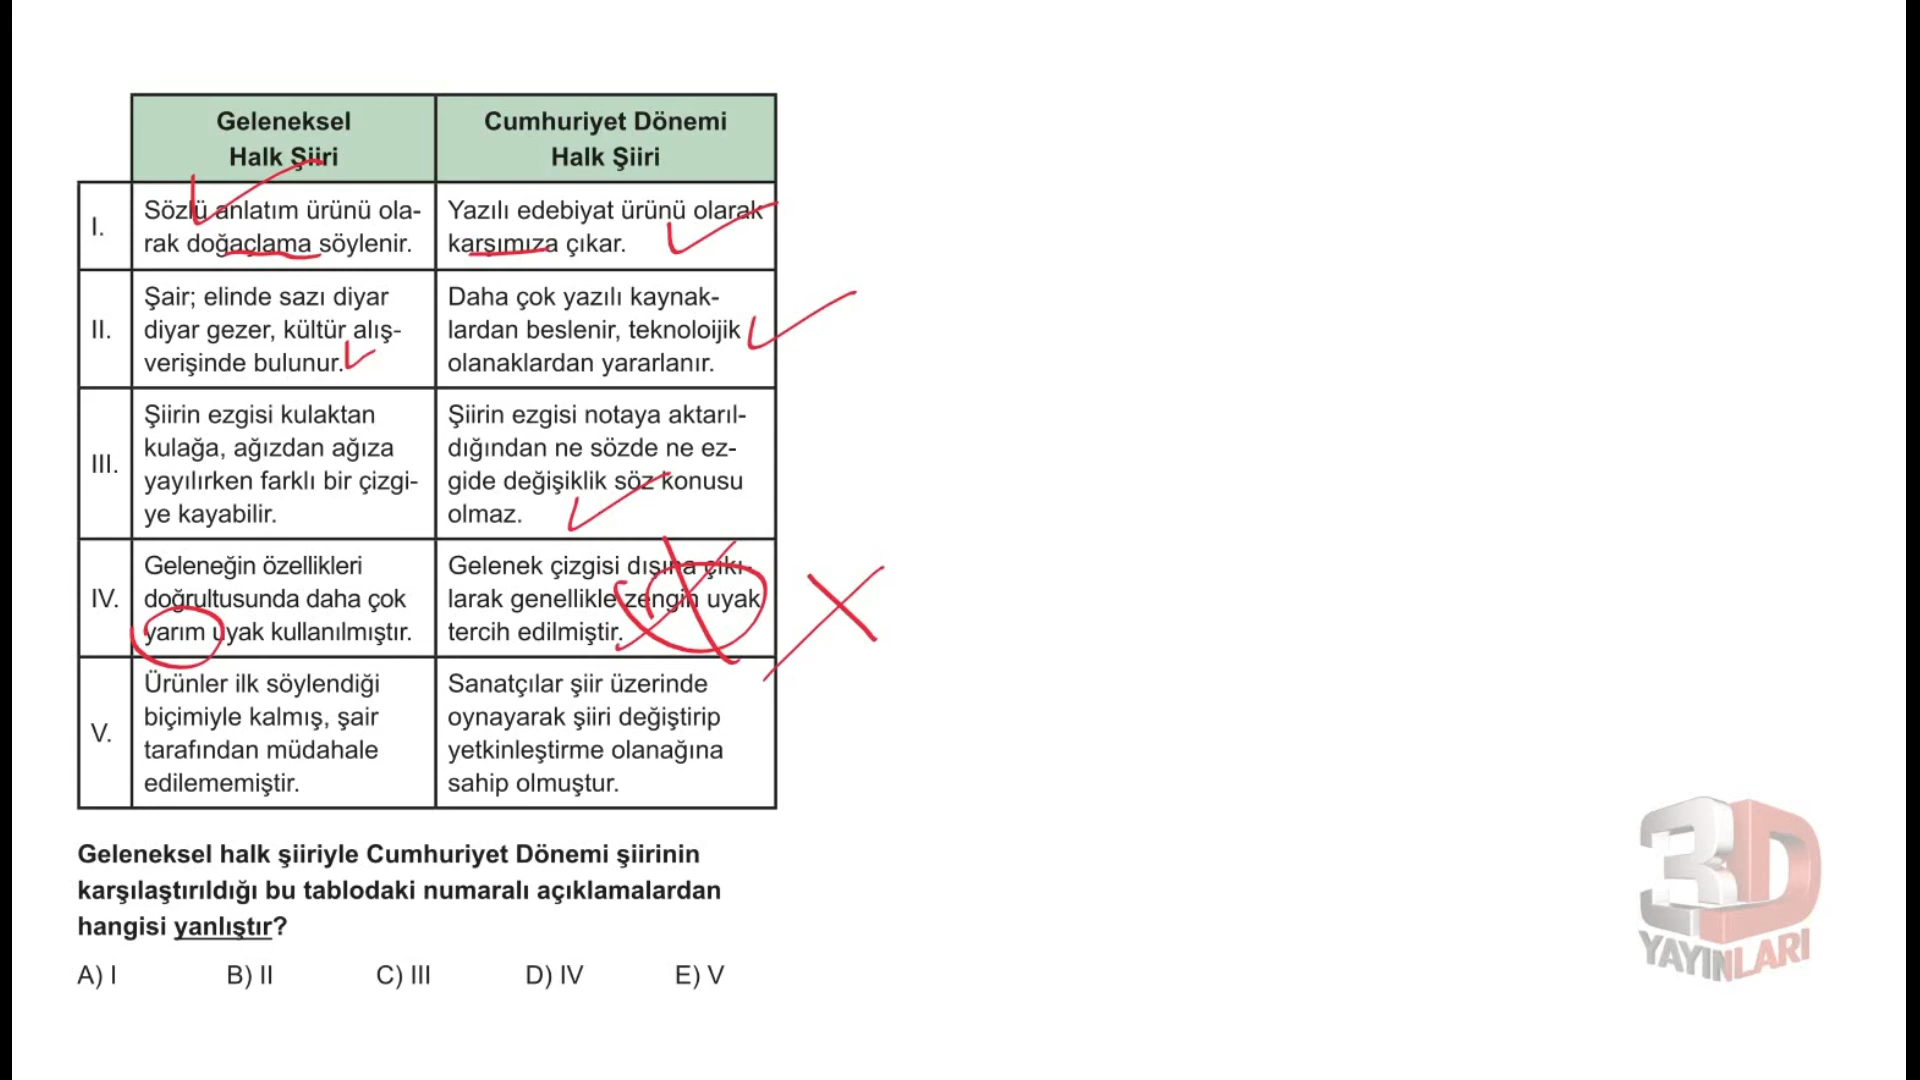 Geleneksel
Halk Şiiri
Cumhuriyet Dönemi
Halk Şiiri
I.
Sözlü anlatım ürünü ola-
rak doğaçlama söylenir.
Yazılı edebiyat ürünü olarak
karşımıza çıkar.
II.
Şair; elinde sazı diyar
diyar gezer, kültür alış-
verişinde bulunur.
Daha çok yazılı kaynak-
lardan beslenir, teknoloijik
olanaklardan yararlanır.
III.
Şiirin ezgisi kulaktan
kulağa, ağızdan ağıza
yayılırken farklı bir çizgi-
ye kayabilir.
Şiirin ezgisi notaya aktarıl-
dığından ne sözde ne ez-
gide değişiklik söz konusu
olmaz.
IV.
Geleneğin özellikleri
doğrultusunda daha çok
yarım uyak kullanılmıştır.
Gelenek çizgisi dışına çıkı-
larak genellikle zengin uyak
tercih edilmiştir.
V.
Ürünler ilk söylendiği
biçimiyle kalmış, şair
tarafından müdahale
edilememiştir.
Sanatçılar şiir üzerinde
oynayarak şiiri değiştirip
yetkinleştirme olanağına
sahip olmuştur.
Geleneksel halk şiiriyle Cumhuriyet Dönemi şiirinin
karşılaştırıldığı bu tablodaki numaralı açıklamalardan
hangisi yanlıştır?
A) I B) II C) III D) IV E) V
3D
YAYINLARI